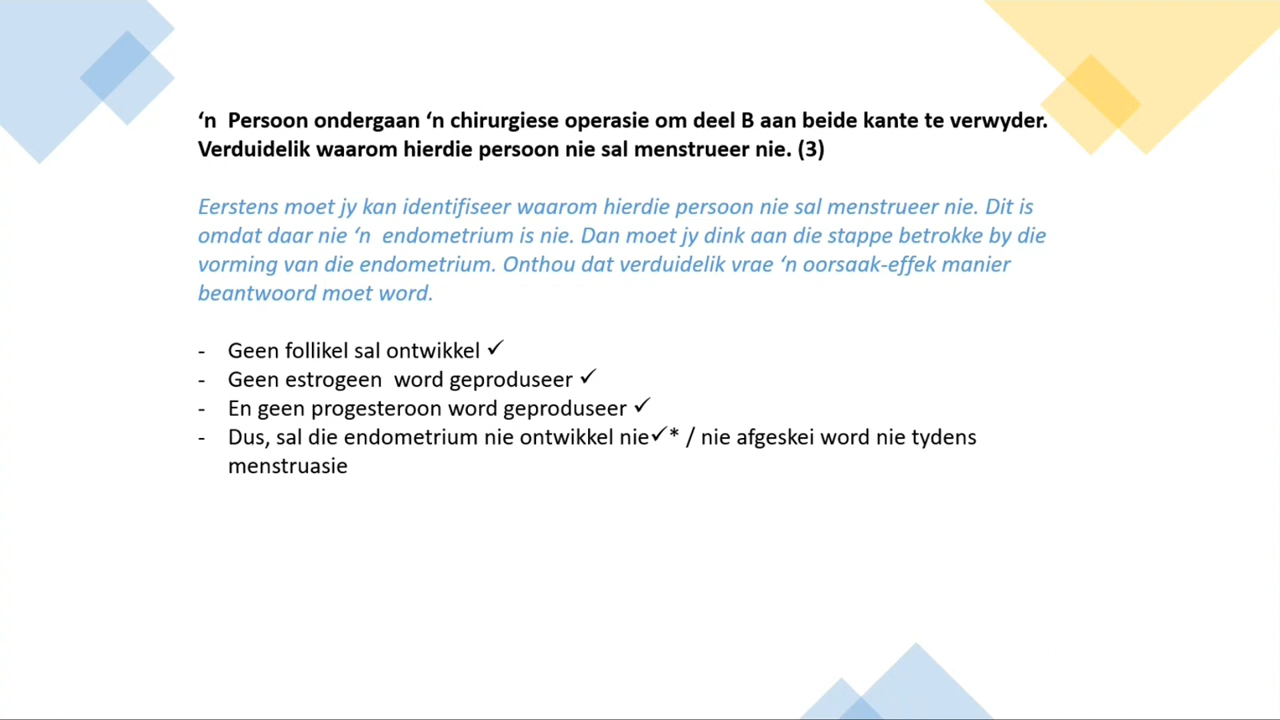 ‘n  Persoon ondergaan ‘n chirurgiese operasie om deel B aan beide kante te verwyder.
Verduidelik waarom hierdie persoon nie sal menstrueer nie. (3)
Eerstens moet jy kan identifiseer waarom hierdie persoon nie sal menstrueer nie. Dit is
omdat daar nie ‘n  endometrium is nie. Dan moet jy dink aan die stappe betrokke by die
vorming van die endometrium. Onthou dat verduidelik vrae ‘n oorsaak-effek manier
beantwoord moet word.
- Geen follikel sal ontwikkel ✓
- Geen estrogeen  word geproduseer ✓
- En geen progesteroon word geproduseer ✓
- Dus, sal die endometrium nie ontwikkel nie✓* / nie afgeskei word nie tydens
menstruasie